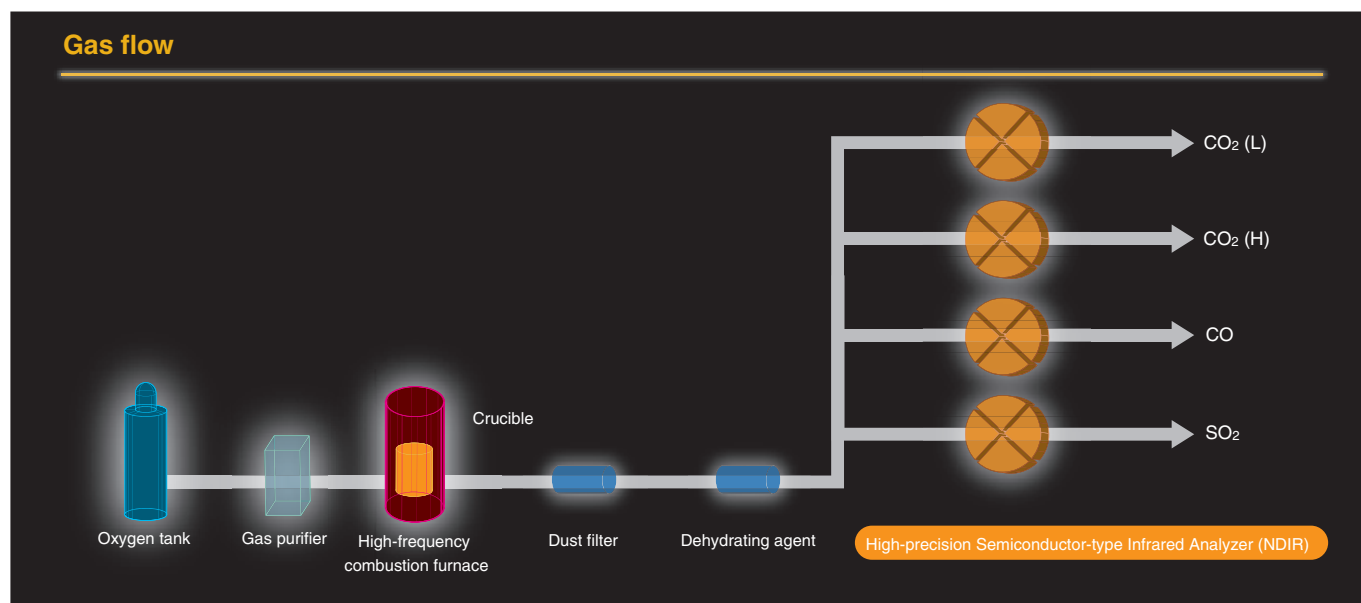 Gas flow
CO₂ (L)
CO₂ (H)
CO
SO₂
Crucible
Oxygen tank
Gas purifier
High-frequency
combustion furnace
Dust filter
Dehydrating agent
High-precision Semiconductor-type Infrared Analyzer (NDIR)